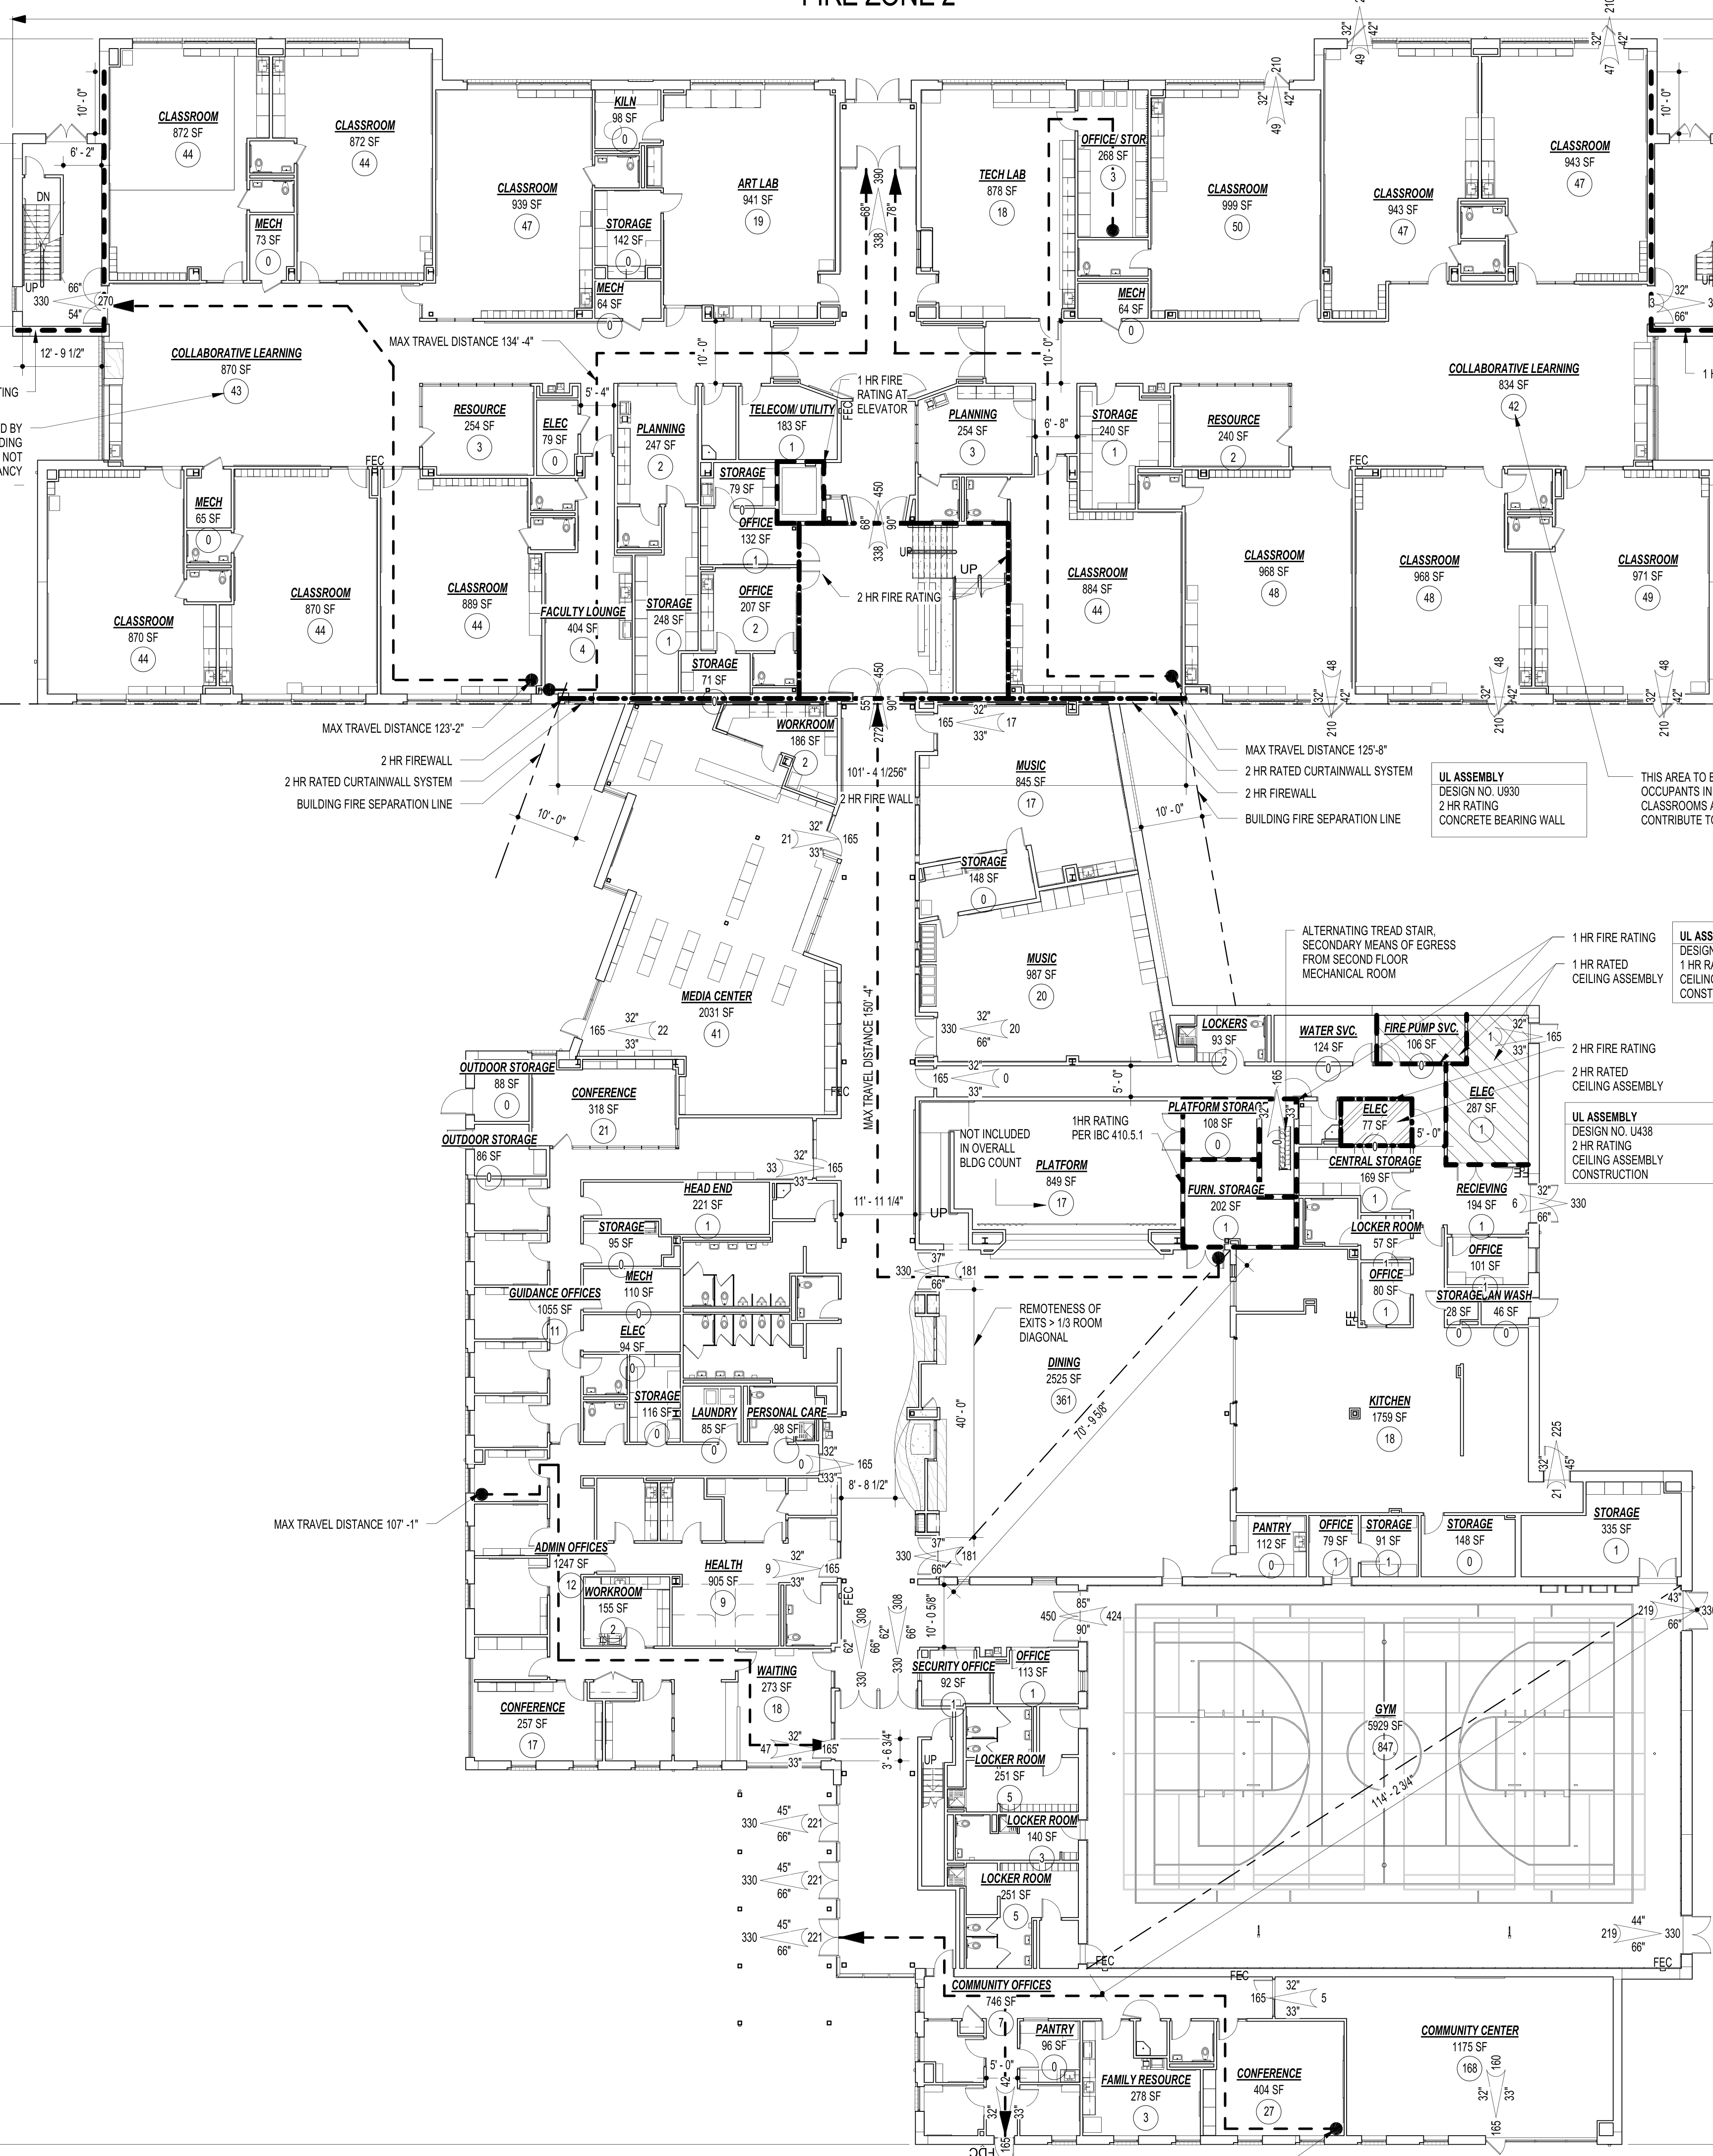 FIRE ZONE 2
CLASSROOM
872 SF
44
CLASSROOM
872 SF
44
MECH
73 SF
0
CLASSROOM
939 SF
47
KILN
98 SF
0
STORAGE
142 SF
0
MECH
64 SF
0
ART LAB
941 SF
19
TECH LAB
878 SF
18
OFFICE/ STOR
268 SF
3
MECH
64 SF
0
CLASSROOM
999 SF
50
CLASSROOM
943 SF
47
CLASSROOM
943 SF
47
10' - 0"
6' - 2"
DN
UP
330
66"
270
54"
12' - 9 1/2"
68"
390
78"
338
32"
210
42"
49
32"
42"
49
32"
210
42"
47
10' - 0"
32"
66"
UP
COLLABORATIVE LEARNING
870 SF
43
MAX TRAVEL DISTANCE 134' -4"
10' - 0"
10' - 0"
COLLABORATIVE LEARNING
834 SF
42
RESOURCE
254 SF
3
ELEC
79 SF
0
5' - 4"
PLANNING
247 SF
2
TELECOM/ UTILITY
183 SF
1
FEC
1 HR FIRE
RATING AT
ELEVATOR
PLANNING
254 SF
3
6' - 8"
STORAGE
240 SF
1
RESOURCE
240 SF
2
FEC
FEC
MECH
65 SF
0
STORAGE
79 SF
0
OFFICE
132 SF
1
OFFICE
207 SF
2
STORAGE
248 SF
1
STORAGE
71 SF
0
FACULTY LOUNGE
404 SF
4
68"
450
90"
338
UP
UP
2 HR FIRE RATING
CLASSROOM
870 SF
44
CLASSROOM
870 SF
44
CLASSROOM
889 SF
44
CLASSROOM
884 SF
44
CLASSROOM
968 SF
48
CLASSROOM
968 SF
48
CLASSROOM
971 SF
49
48
32"
42"
210
48
32"
42"
210
48
32"
42"
210
450
55"
90"
272
MAX TRAVEL DISTANCE 123'-2"
2 HR FIREWALL
2 HR RATED CURTAINWALL SYSTEM
BUILDING FIRE SEPARATION LINE
10' - 0"
WORKROOM
186 SF
2
101' - 4 1/256"
2 HR FIRE WALL
32"
165
17
33"
MUSIC
845 SF
17
MAX TRAVEL DISTANCE 125'-8"
2 HR RATED CURTAINWALL SYSTEM
2 HR FIREWALL
BUILDING FIRE SEPARATION LINE
10' - 0"
UL ASSEMBLY
DESIGN NO. U930
2 HR RATING
CONCRETE BEARING WALL
THIS AREA TO
OCCUPANTS IN
CLASSROOMS
CONTRIBUTE TO
32"
21
165
33"
STORAGE
148 SF
0
MEDIA CENTER
2031 SF
41
32"
165
22
33"
MAX TRAVEL DISTANCE 150' -4"
MUSIC
987 SF
20
32"
330
20
66"
ALTERNATING TREAD STAIR,
SECONDARY MEANS OF EGRESS
FROM SECOND FLOOR
MECHANICAL ROOM
1 HR FIRE RATING
1 HR RATED
CEILING ASSEMBLY
2 HR FIRE RATING
2 HR RATED
CEILING ASSEMBLY
UL ASSEMBLY
DESIGN NO. U438
2 HR RATING
CEILING ASSEMBLY
CONSTRUCTION
LOCKERS
93 SF
2
WATER SVC.
124 SF
0
FIRE PUMP SVC.
106 SF
0
32"
1
165
33"
ELEC
287 SF
1
ELEC
77 SF
0
5' - 0"
OUTDOOR STORAGE
88 SF
0
OUTDOOR STORAGE
86 SF
0
CONFERENCE
318 SF
21
FEC
32"
165
0
33"
5' - 0"
PLATFORM STORAGE
108 SF
0
165
32"
33"
0
NOT INCLUDED
IN OVERALL
BLDG COUNT
1HR RATING
PER IBC 410.5.1
PLATFORM
849 SF
17
FURN. STORAGE
202 SF
1
CENTRAL STORAGE
169 SF
1
RECIEVING
194 SF
1
32"
6
330
66"
LOCKER ROOM
57 SF
1
OFFICE
80 SF
1
OFFICE
101 SF
1
STORAGE
28 SF
0
CAN WASH
46 SF
0
FE
32"
33
165
33"
11' - 11 1/4"
UP
HEAD END
221 SF
1
STORAGE
95 SF
0
MECH
110 SF
0
GUIDANCE OFFICES
1055 SF
11
ELEC
94 SF
0
STORAGE
116 SF
0
LAUNDRY
85 SF
0
PERSONAL CARE
98 SF
0
32"
0
165
33"
8' - 8 1/2"
37"
330
181
66"
REMOTENESS OF
EXITS > 1/3 ROOM
DIAGONAL
DINING
2525 SF
361
40' - 0"
70' - 9 5/8"
KITCHEN
1759 SF
18
225
32"
45"
21
37"
330
181
66"
MAX TRAVEL DISTANCE 107' -1"
ADMIN OFFICES
1247 SF
12
WORKROOM
155 SF
2
HEALTH
905 SF
9
32"
9
165
33"
FEC
PANTRY
112 SF
0
OFFICE
79 SF
1
STORAGE
91 SF
1
STORAGE
148 SF
0
STORAGE
335 SF
1
308
62"
66"
330
308
62"
66"
330
10' - 0 5/8"
85"
450
424
90"
43"
219
330
66"
SECURITY OFFICE
92 SF
1
OFFICE
113 SF
1
WAITING
273 SF
18
CONFERENCE
257 SF
17
32"
47
165
33"
3' - 6 3/4"
UP
LOCKER ROOM
251 SF
5
LOCKER ROOM
140 SF
3
LOCKER ROOM
251 SF
5
GYM
5929 SF
847
114' - 2 3/4"
45"
330
221
66"
45"
330
221
66"
45"
330
221
66"
44"
219
330
66"
FEC
FEC
FEC
COMMUNITY OFFICES
746 SF
7
32"
165
5
33"
PANTRY
96 SF
0
5' - 0"
42
32"
33"
165
FAMILY RESOURCE
278 SF
3
CONFERENCE
404 SF
27
COMMUNITY CENTER
1175 SF
168
160
32"
33"
165
FDC